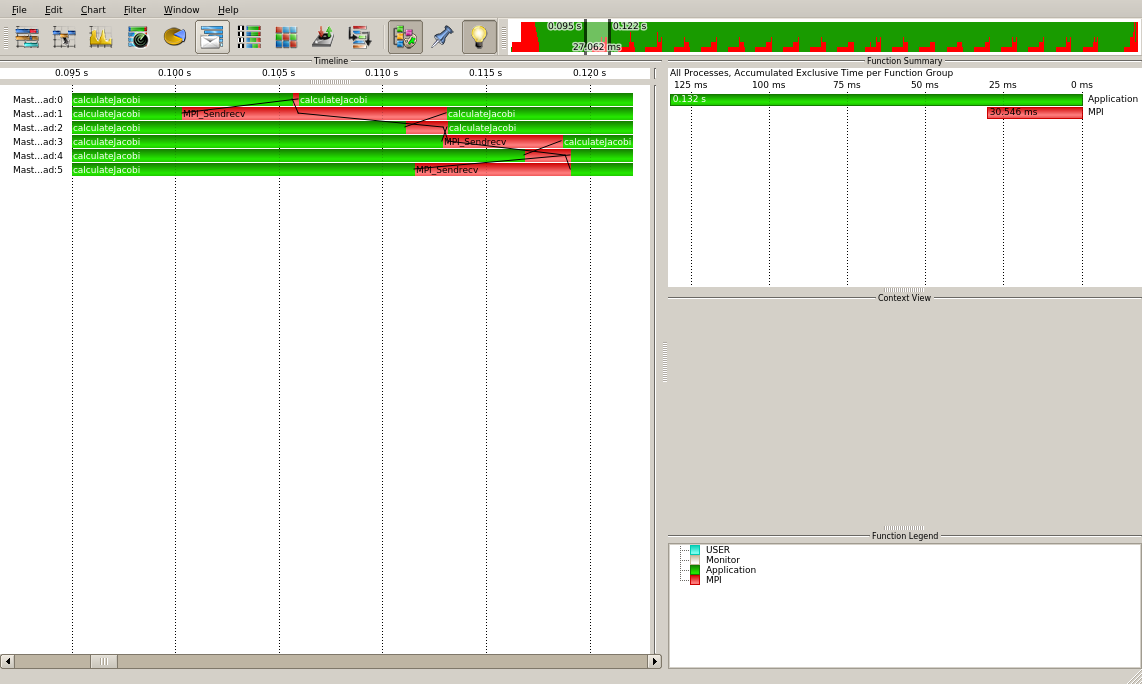 File Edit Chart Filter Window Help
0.095 s 0.122 s
27.062 ms
Timeline
0.095 s 0.100 s 0.105 s 0.110 s 0.115 s 0.120 s
Mast...ad:0 calculateJacobi calculateJacobi
Mast...ad:1 calculateJacobi MPI_Sendrecv calculateJacobi
Mast...ad:2 calculateJacobi calculateJacobi
Mast...ad:3 calculateJacobi MPI_Sendrecv calculateJacobi
Mast...ad:4 calculateJacobi
Mast...ad:5 calculateJacobi MPI_Sendrecv
Function Summary
All Processes, Accumulated Exclusive Time per Function Group
125 ms 100 ms 75 ms 50 ms 25 ms 0 ms
0.132 s Application
30.546 ms MPI
Context View
Function Legend
USER
Monitor
Application
MPI